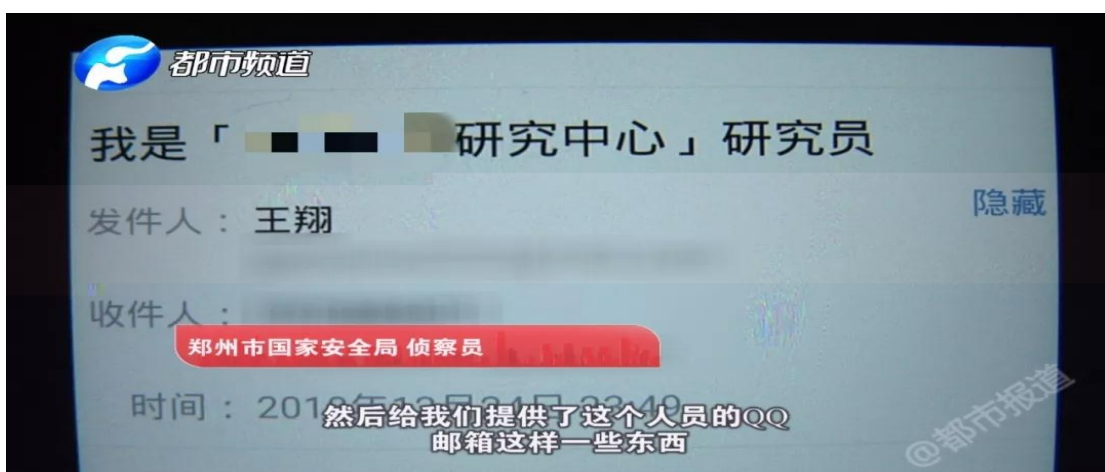 都市频道
我是「 研究中心」研究员
隐藏
发件人： 王翔
收件人：
郑州市国家安全局 侦察员
时间： 201
然后给我们提供了这个人员的QQ
邮箱这样一些东西
@都市报道